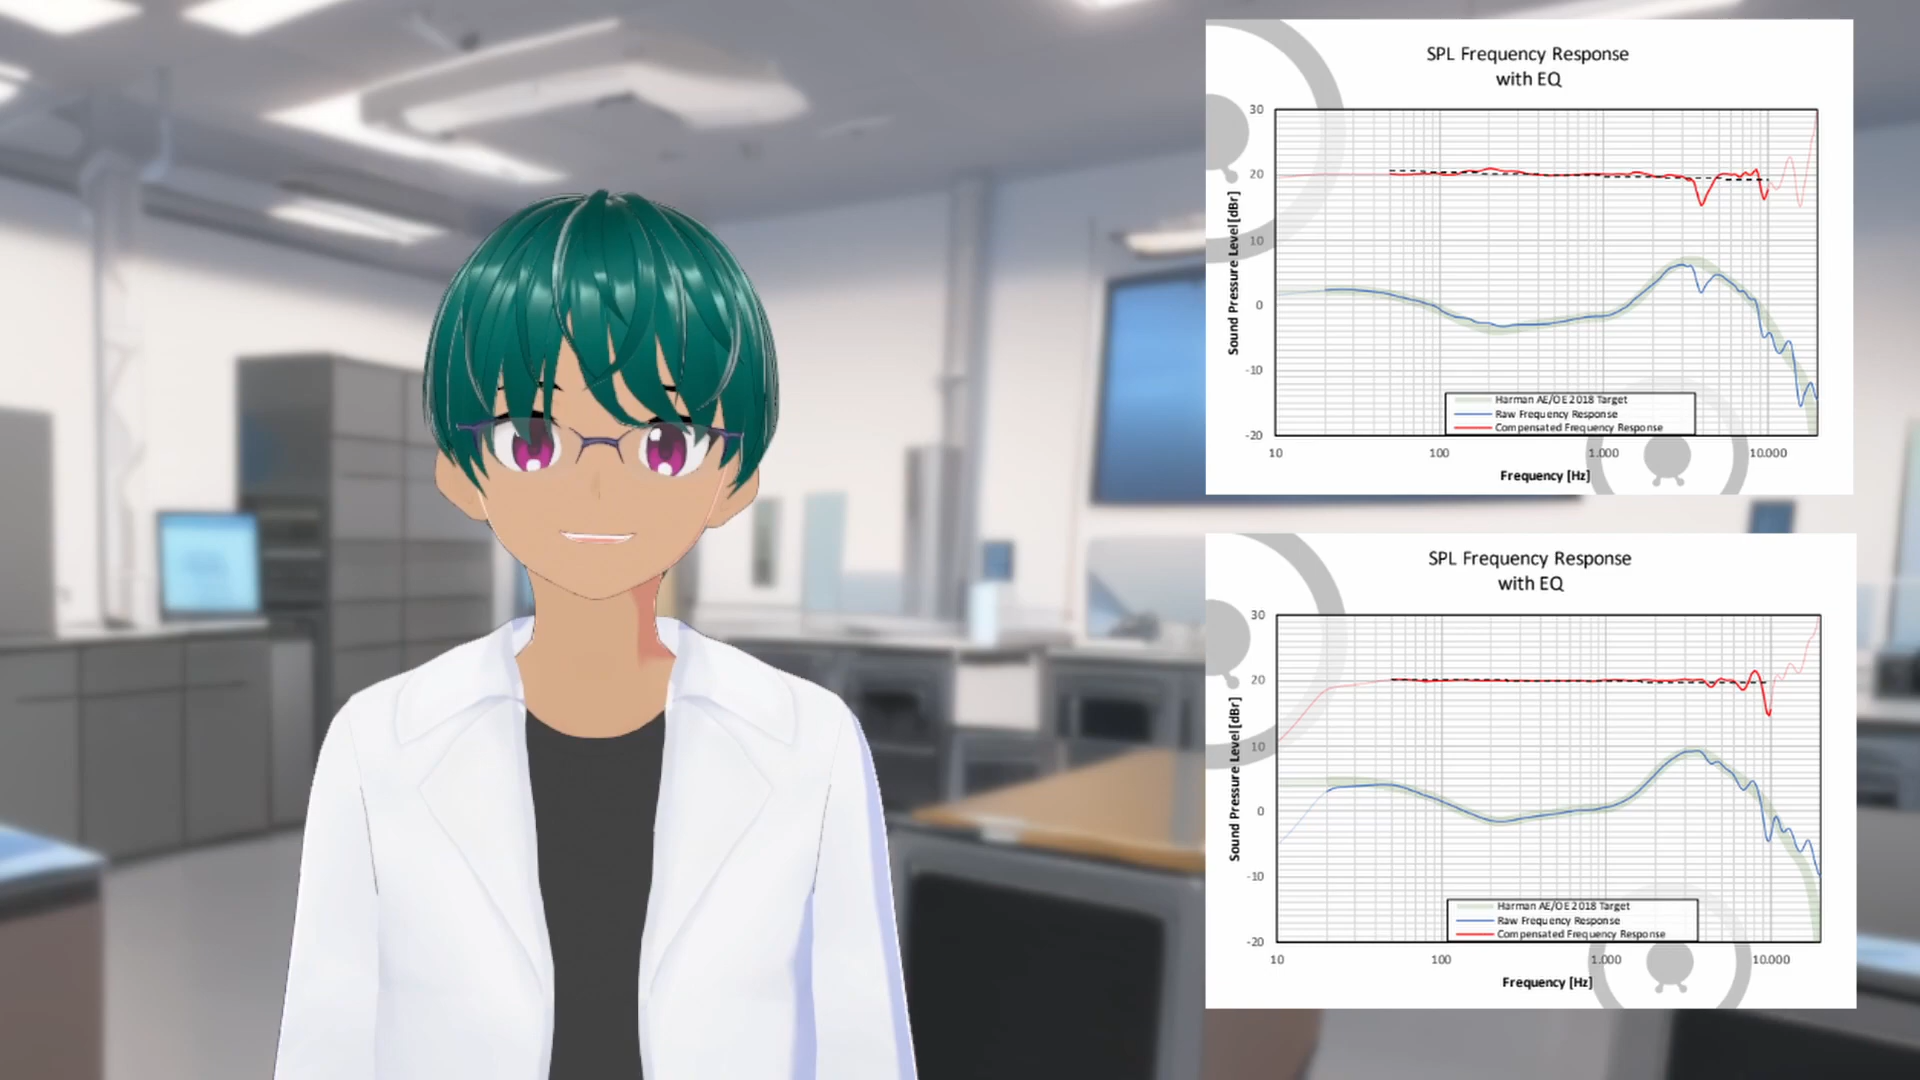 SPL Frequency Response
with EQ
30
20
10
0
-10
-20
Sound Pressure Level [dBr]
Harman AE/OE 2018 Target
Raw Frequency Response
Compensated Frequency Response
10
100
1.000
10.000
Frequency [Hz]
SPL Frequency Response
with EQ
30
20
10
0
-10
-20
Sound Pressure Level [dBr]
Harman AE/OE 2018 Target
Raw Frequency Response
Compensated Frequency Response
10
100
1.000
10.000
Frequency [Hz]